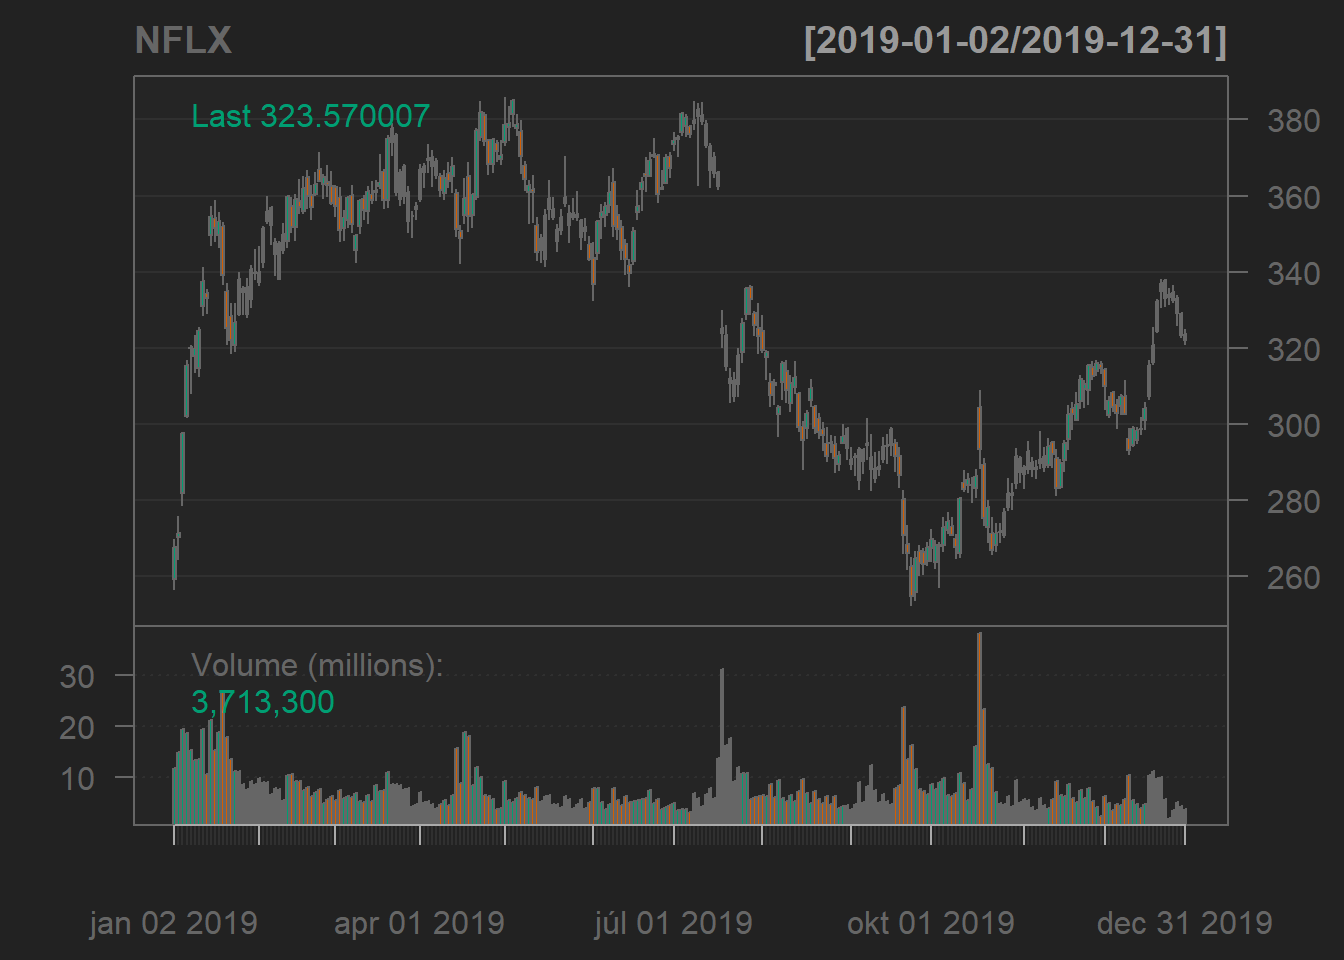 NFLX [2019-01-02/2019-12-31]
Last 323.570007
380
360
340
320
300
280
260
Volume (millions):
3,713,300
30
20
10
jan 02 2019 apr 01 2019 júl 01 2019 okt 01 2019 dec 31 2019